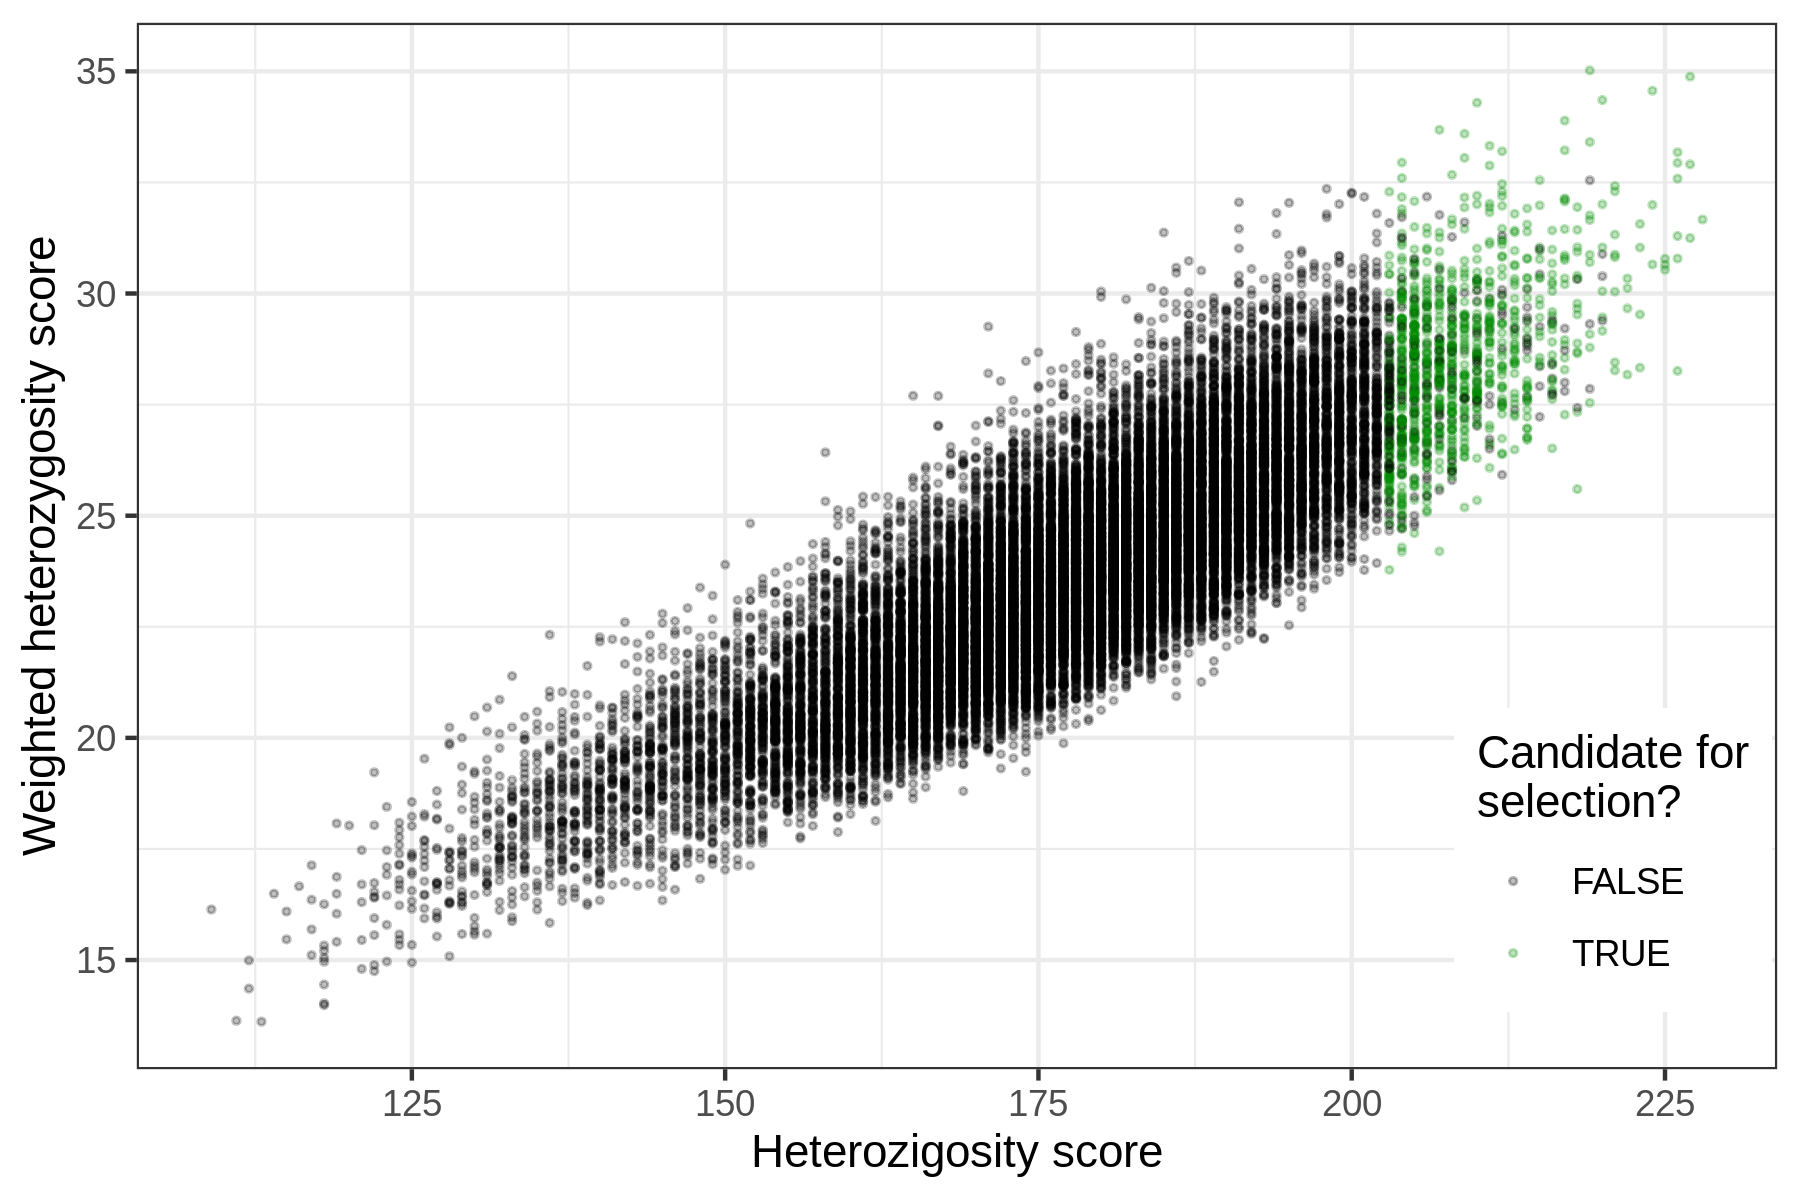 35
30
25
20
15
Weighted heterozygosity score
125 150 175 200 225
Heterozigosity score
Candidate for
selection?
FALSE
TRUE